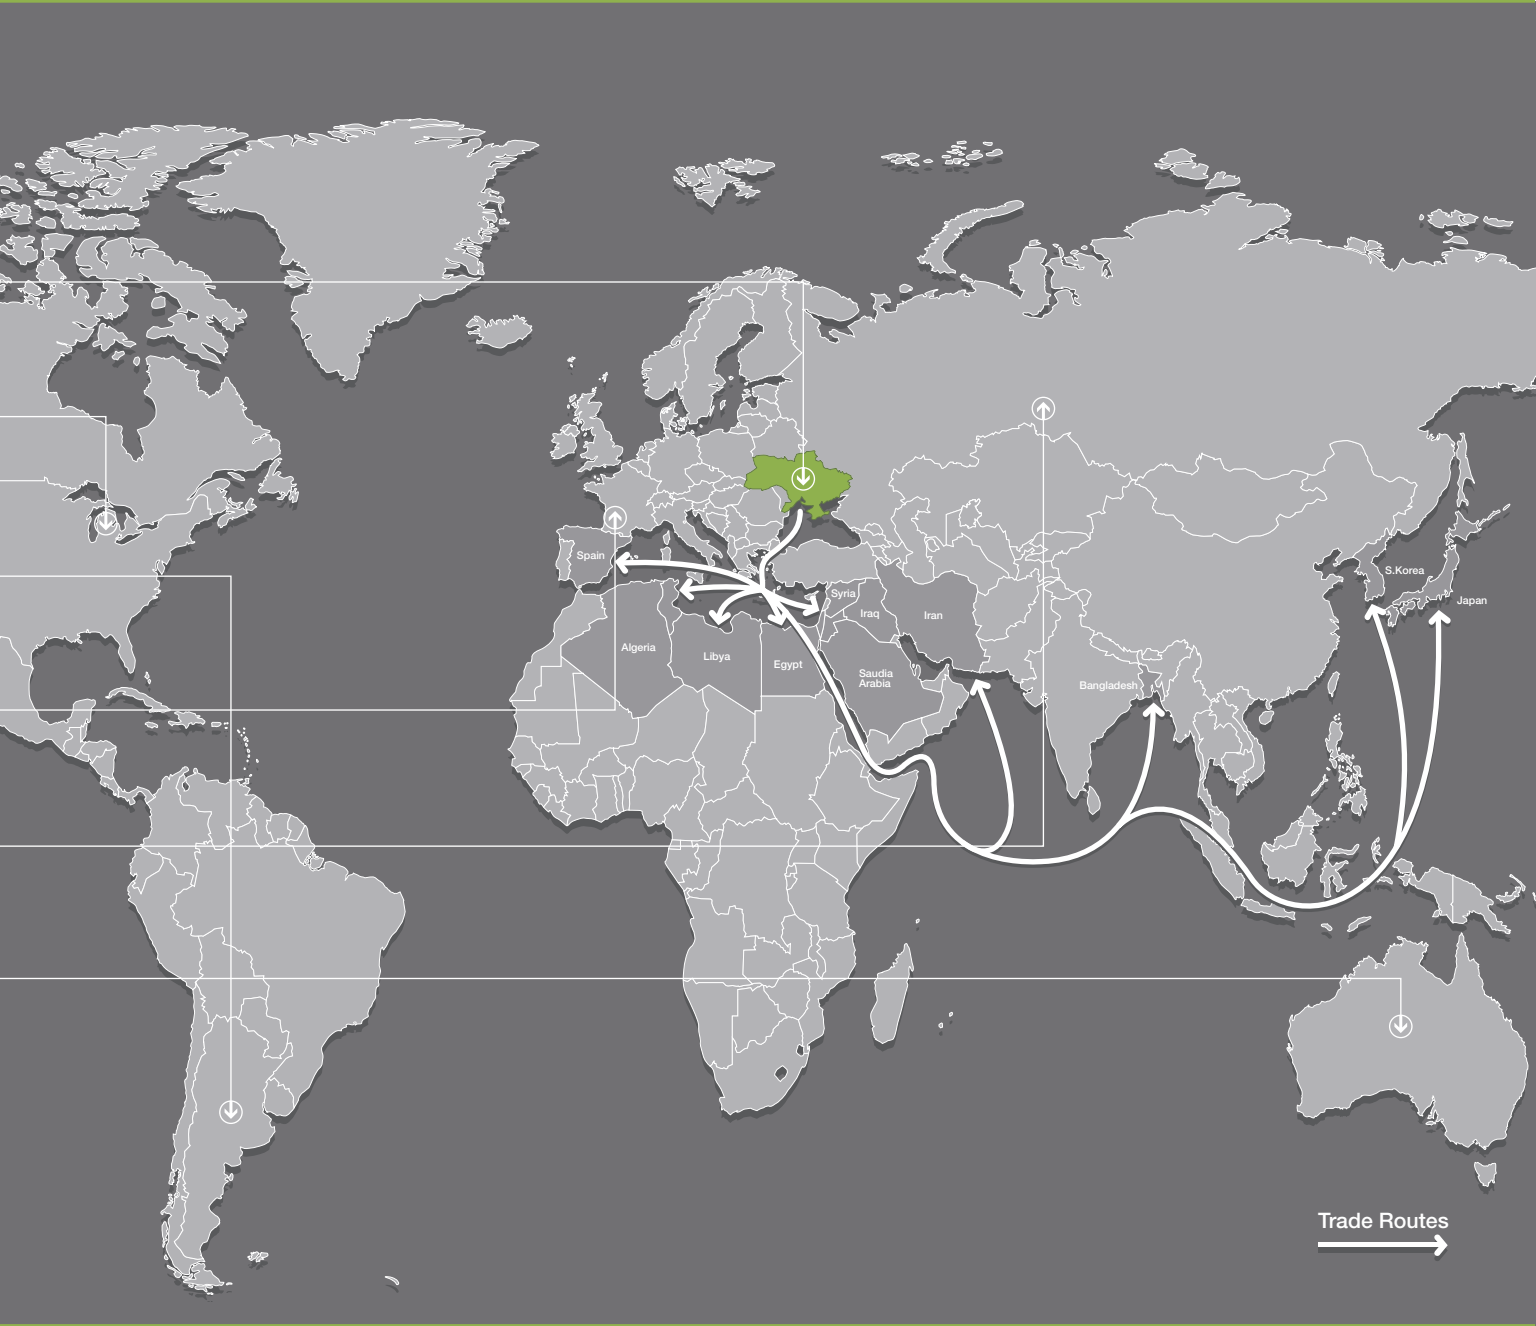 Spain
S.Korea
Japan
Syria
Iraq
Iran
Algeria
Libya
Egypt
Saudia
Arabia
Bangladesh
Trade Routes